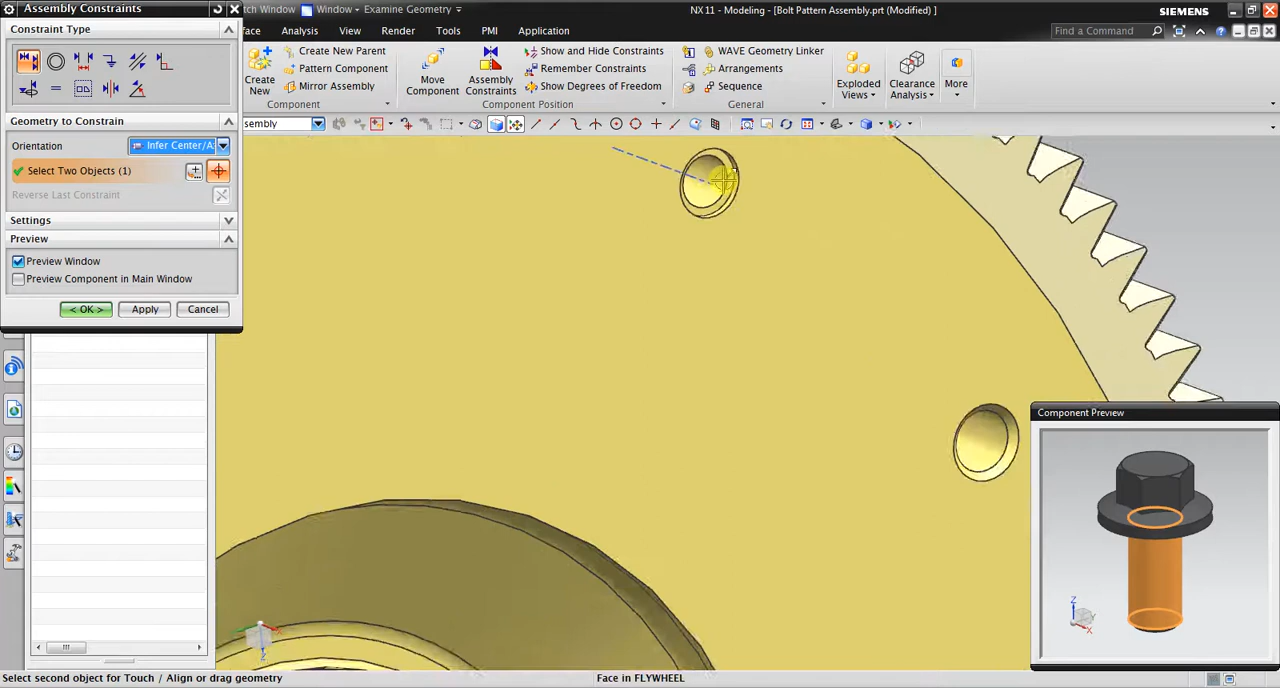 Assembly Constraints
tch Window
Window
Examine Geometry
NX 11 - Modeling - [Bolt Pattern Assembly.prt (Modified) ]
SIEMENS
face
Analysis
View
Render
Tools
PMI
Application
Find a Command
Constraint Type
Create New
Create New Parent
Pattern Component
Mirror Assembly
Component
Move Component
Assembly Constraints
Show and Hide Constraints
Remember Constraints
Show Degrees of Freedom
Component Position
WAVE Geometry Linker
Arrangements
Sequence
General
Exploded Views
Clearance Analysis
More
Geometry to Constrain
sembly
Orientation
Infer Center/A
Select Two Objects (1)
Reverse Last Constraint
Settings
Preview
Preview Window
Preview Component in Main Window
< OK >
Apply
Cancel
Component Preview
Z
Y
X
Select second object for Touch / Align or drag geometry
Face in FLYWHEEL